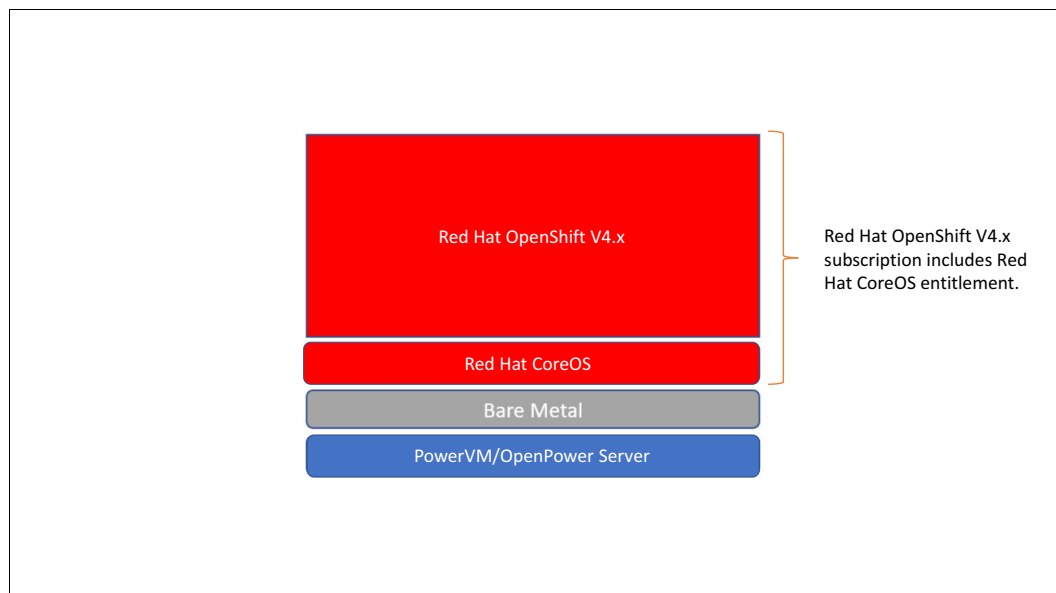 Red Hat OpenShift V4.x
Red Hat OpenShift V4.x
subscription includes Red
Hat CoreOS entitlement.
Red Hat CoreOS
Bare Metal
PowerVM/OpenPower Server